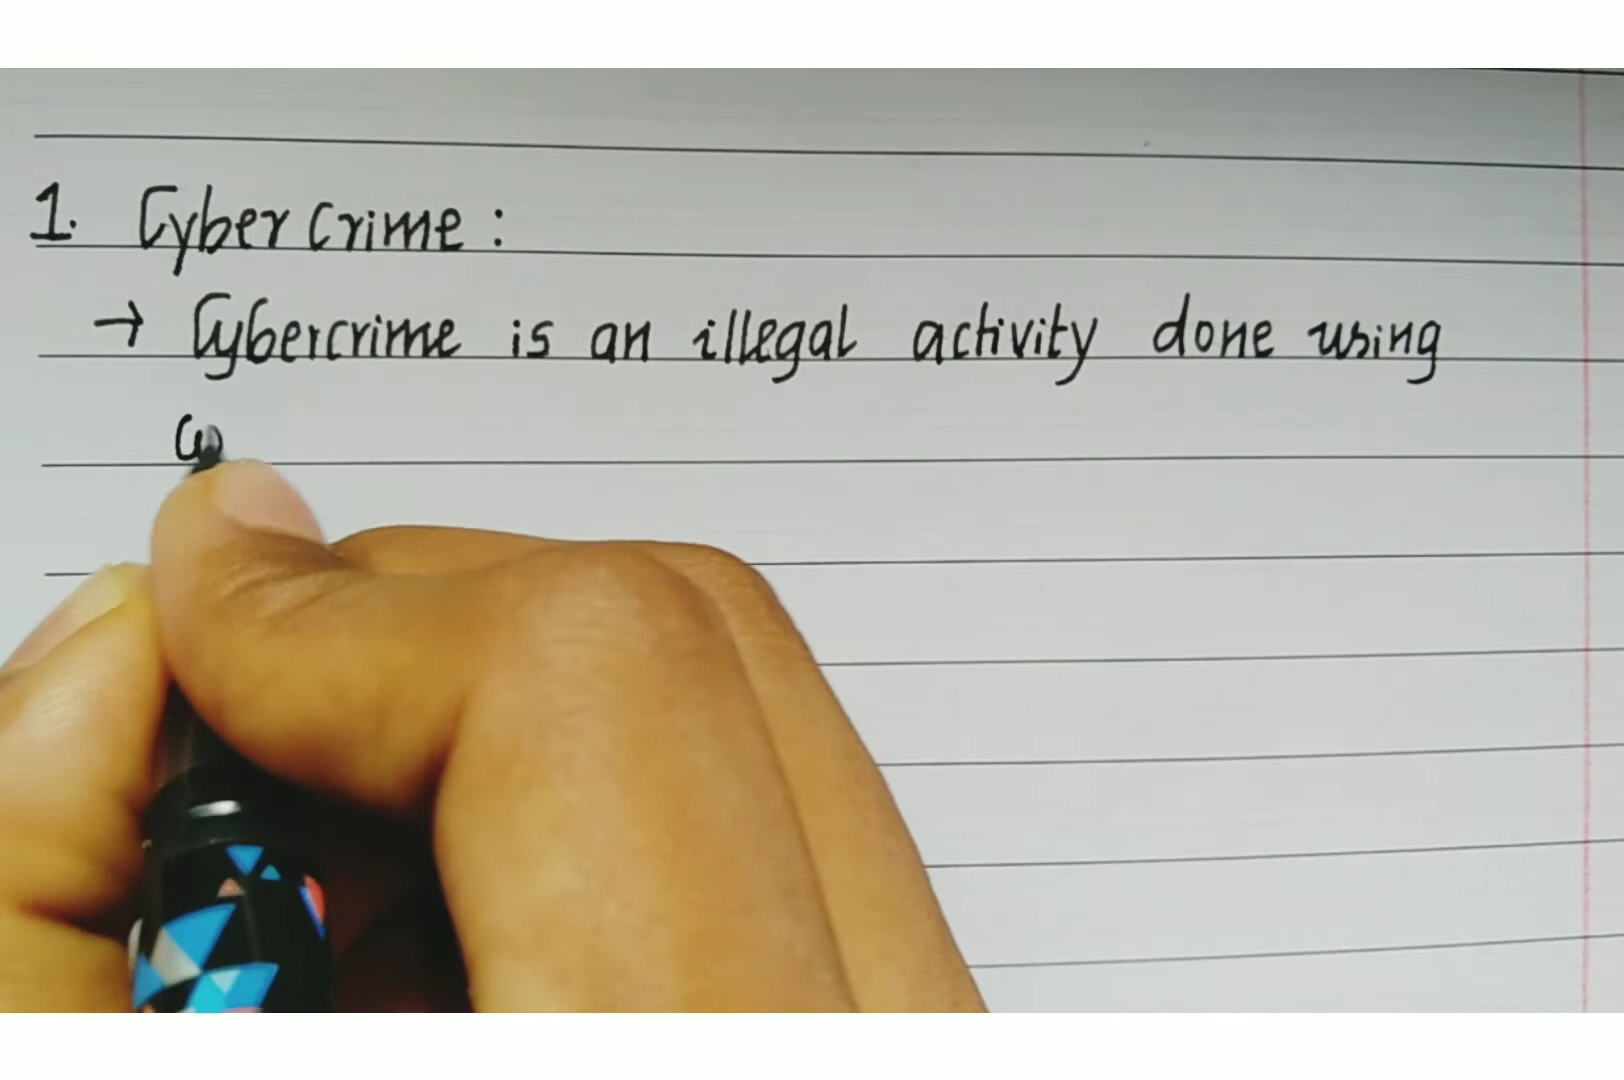 1. Cyber Crime :
→ Cybercrime is an illegal activity done using